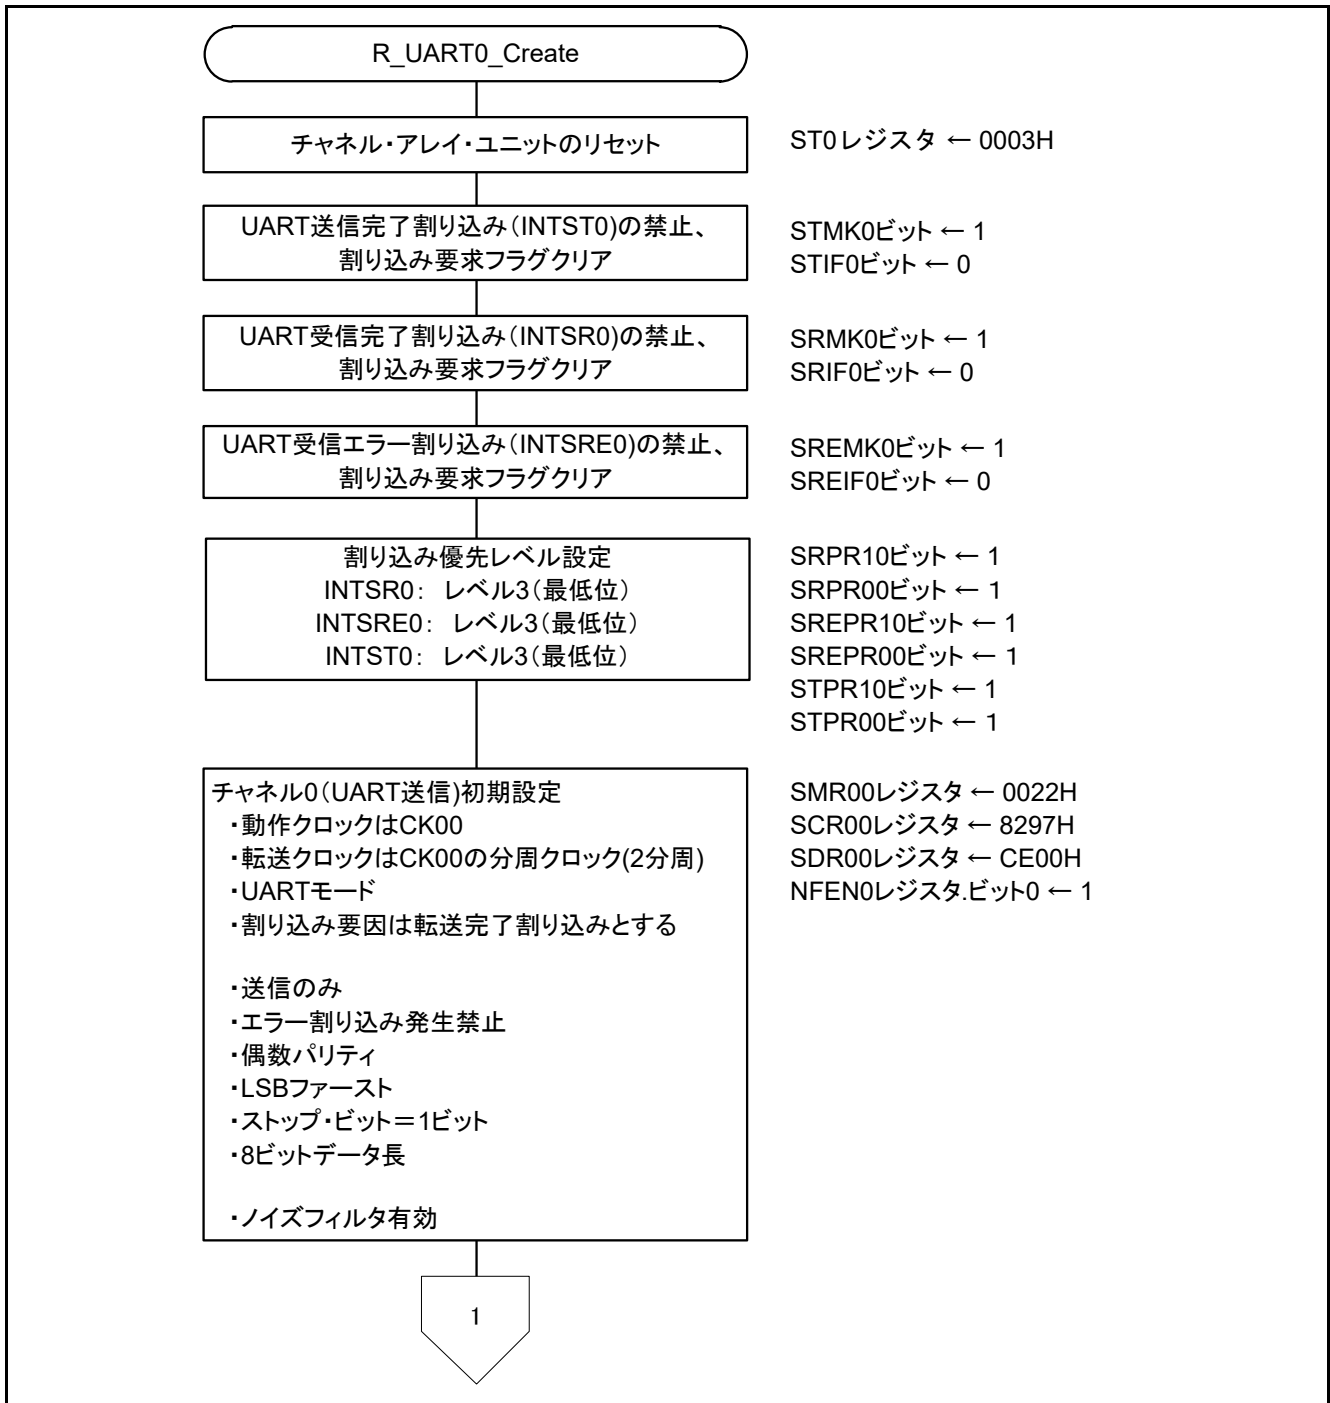 R_UART0_Create
チャネル・アレイ・ユニットのリセット
ST0レジスタ ← 0003H
UART送信完了割り込み(INTST0)の禁止、
割り込み要求フラグクリア
STMK0ビット ← 1
STIF0ビット ← 0
UART受信完了割り込み(INTSR0)の禁止、
割り込み要求フラグクリア
SRMK0ビット ← 1
SRIF0ビット ← 0
UART受信エラー割り込み(INTSRE0)の禁止、
割り込み要求フラグクリア
SREMK0ビット ← 1
SREIF0ビット ← 0
割り込み優先レベル設定
INTSR0: レベル3(最低位)
INTSRE0: レベル3(最低位)
INTST0: レベル3(最低位)
SRPR10ビット ← 1
SRPR00ビット ← 1
SREPR10ビット ← 1
SREPR00ビット ← 1
STPR10ビット ← 1
STPR00ビット ← 1
チャネル0(UART送信)初期設定
・動作クロックはCK00
・転送クロックはCK00の分周クロック(2分周)
・UARTモード
・割り込み要因は転送完了割り込みとする
・送信のみ
・エラー割り込み発生禁止
・偶数パリティ
・LSBファースト
・ストップ・ビット=1ビット
・8ビットデータ長
・ノイズフィルタ有効
SMR00レジスタ ← 0022H
SCR00レジスタ ← 8297H
SDR00レジスタ ← CE00H
NFEN0レジスタ.ビット0 ← 1
1